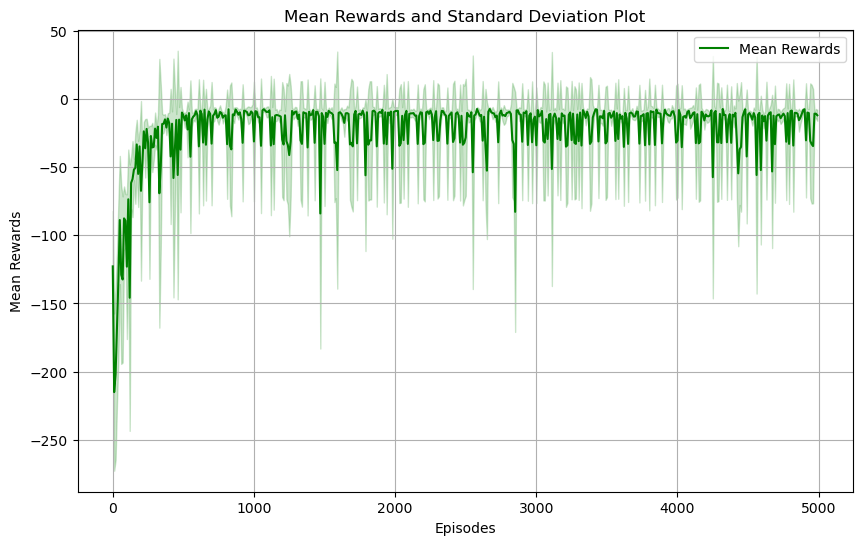 Mean Rewards and Standard Deviation Plot
Mean Rewards
50
0
−50
−100
−150
−200
−250
Mean Rewards
0 1000 2000 3000 4000 5000
Episodes